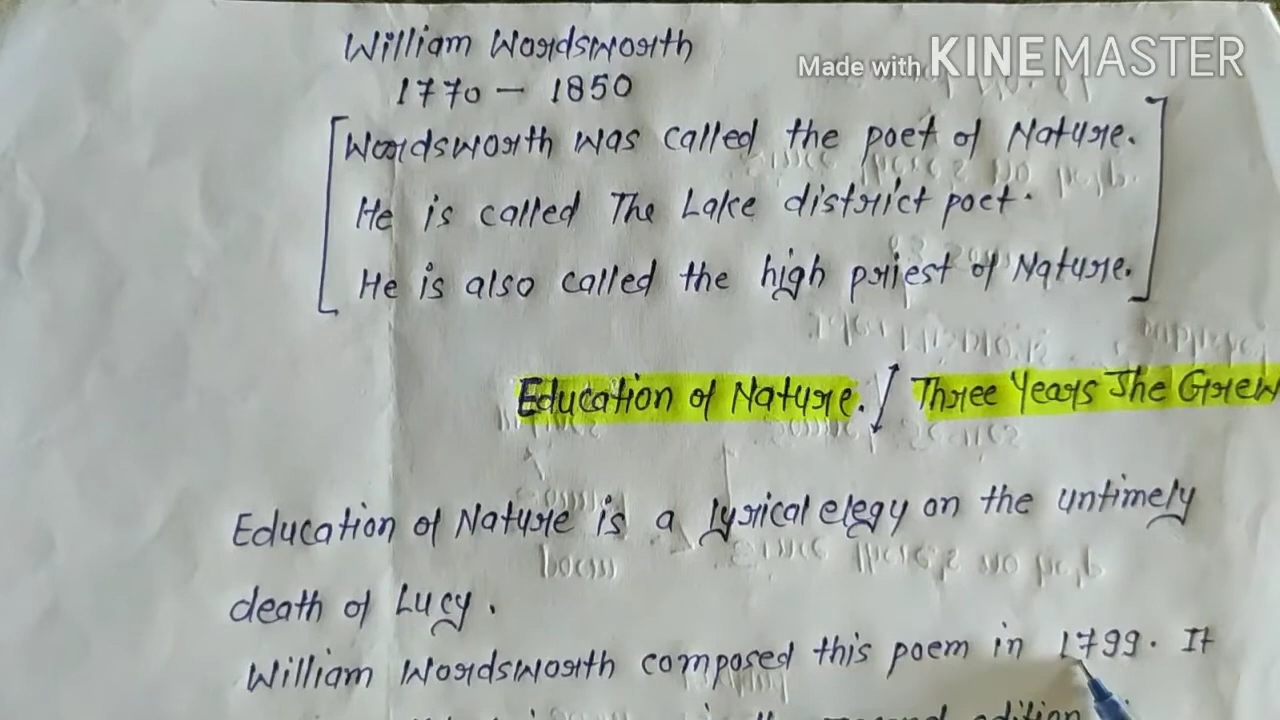 William Wordsworth
Made with KINEMASTER
1770 – 1850
Wordsworth was called the poet of Nature.
He is called The Lake district poet.
He is also called the high priest of Nature.
Education of Nature. / Three Years She Grew
Education of Nature is a lyrical elegy on the untimely
death of Lucy.
William Wordsworth composed this poem in 1799. It
edition